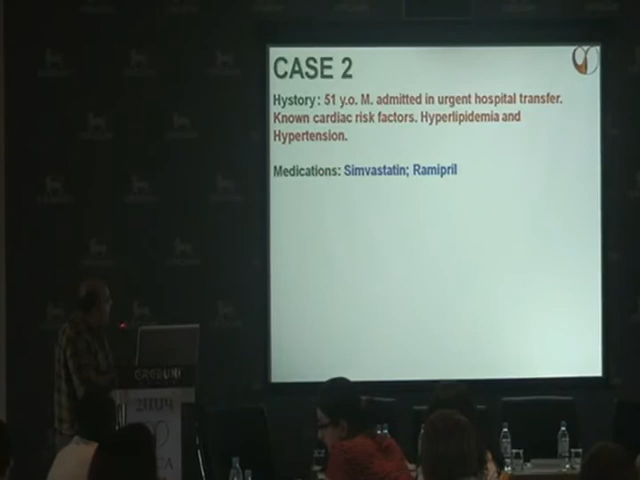 CASE 2
Hystory: 51 y.o. M. admitted in urgent hospital transfer.
Known cardiac risk factors. Hyperlipidemia and
Hypertension.
Medications: Simvastatin; Ramipril